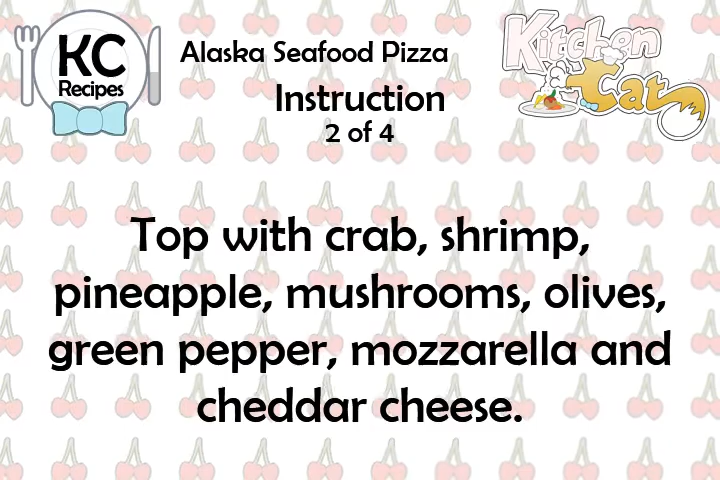 KC
Recipes
Alaska Seafood Pizza
Instruction
2 of 4
Kitchen
Cat
Top with crab, shrimp,
pineapple, mushrooms, olives,
green pepper, mozzarella and
cheddar cheese.